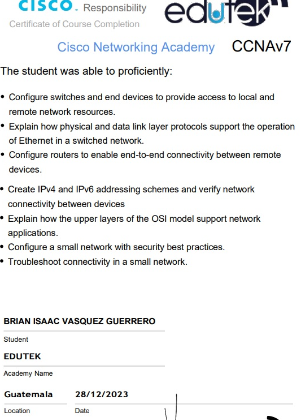 CISCO. Responsibility
edutek
Certificate of Course Completion
Cisco Networking Academy CCNAv7
The student was able to proficiently:
• Configure switches and end devices to provide access to local and
remote network resources.
• Explain how physical and data link layer protocols support the operation
of Ethernet in a switched network.
• Configure routers to enable end-to-end connectivity between remote
devices.
• Create IPv4 and IPv6 addressing schemes and verify network
connectivity between devices
• Explain how the upper layers of the OSI model support network
applications.
• Configure a small network with security best practices.
• Troubleshoot connectivity in a small network.
BRIAN ISAAC VASQUEZ GUERRERO
Student
EDUTEK
Academy Name
Guatemala 28/12/2023
Location Date